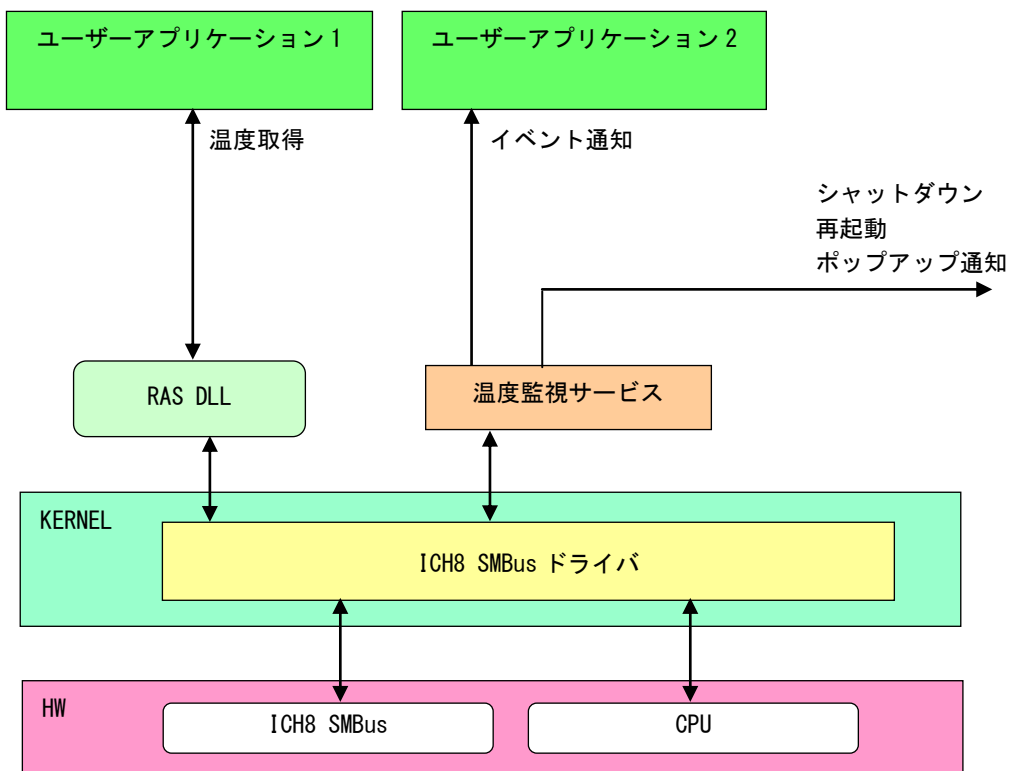 ユーザーアプリケーション1
ユーザーアプリケーション2
温度取得
イベント通知
シャットダウン
再起動
ポップアップ通知
RAS DLL
温度監視サービス
KERNEL
ICH8 SMBus ドライバ
HW
ICH8 SMBus
CPU